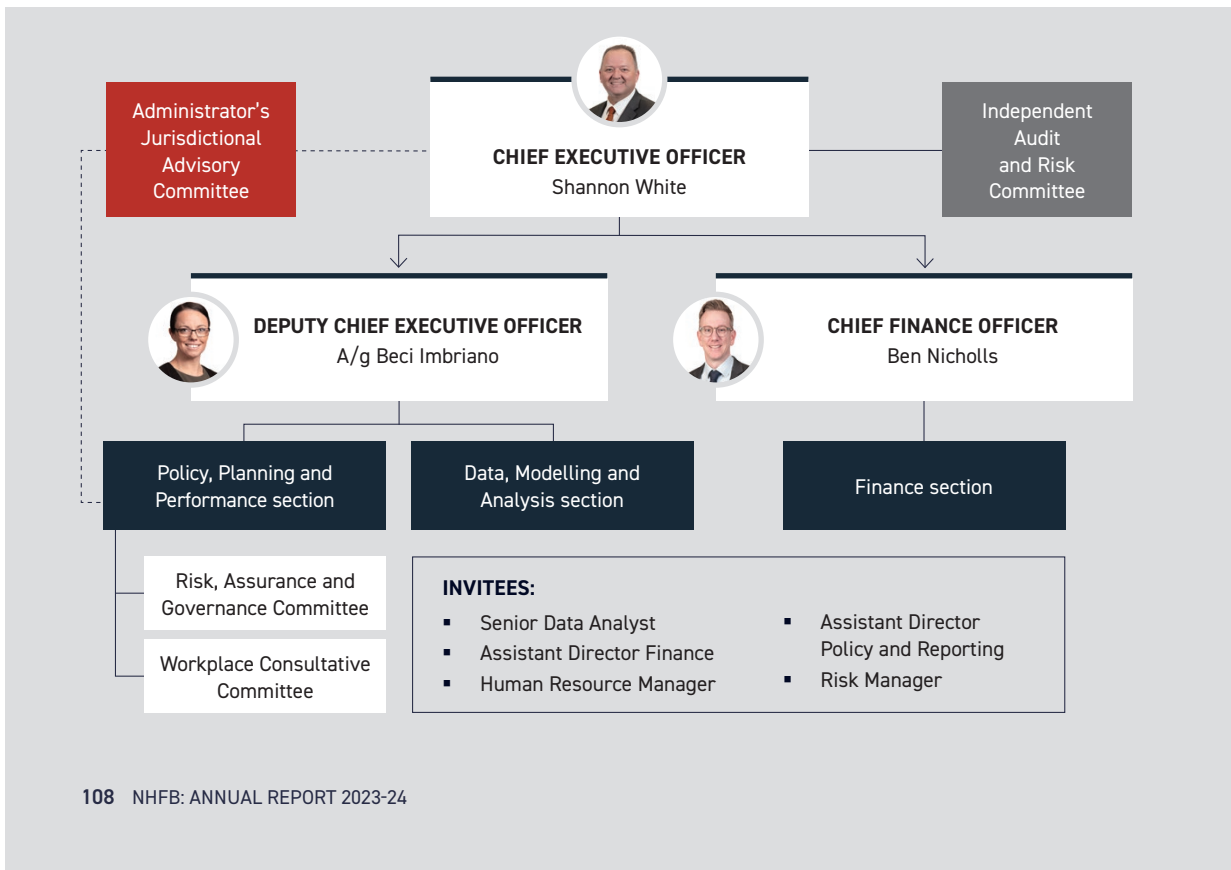 Administrator's
Jurisdictional
Advisory
Committee
CHIEF EXECUTIVE OFFICER
Shannon White
Independent
Audit
and Risk
Committee
DEPUTY CHIEF EXECUTIVE OFFICER
A/g Beci Imbriano
CHIEF FINANCE OFFICER
Ben Nicholls
Policy, Planning and
Performance section
Data, Modelling and
Analysis section
Finance section
Risk, Assurance and
Governance Committee
Workplace Consultative
Committee
INVITEES:
▪ Senior Data Analyst
▪ Assistant Director Finance
▪ Human Resource Manager
▪ Assistant Director
Policy and Reporting
▪ Risk Manager
108 NHFB: ANNUAL REPORT 2023-24